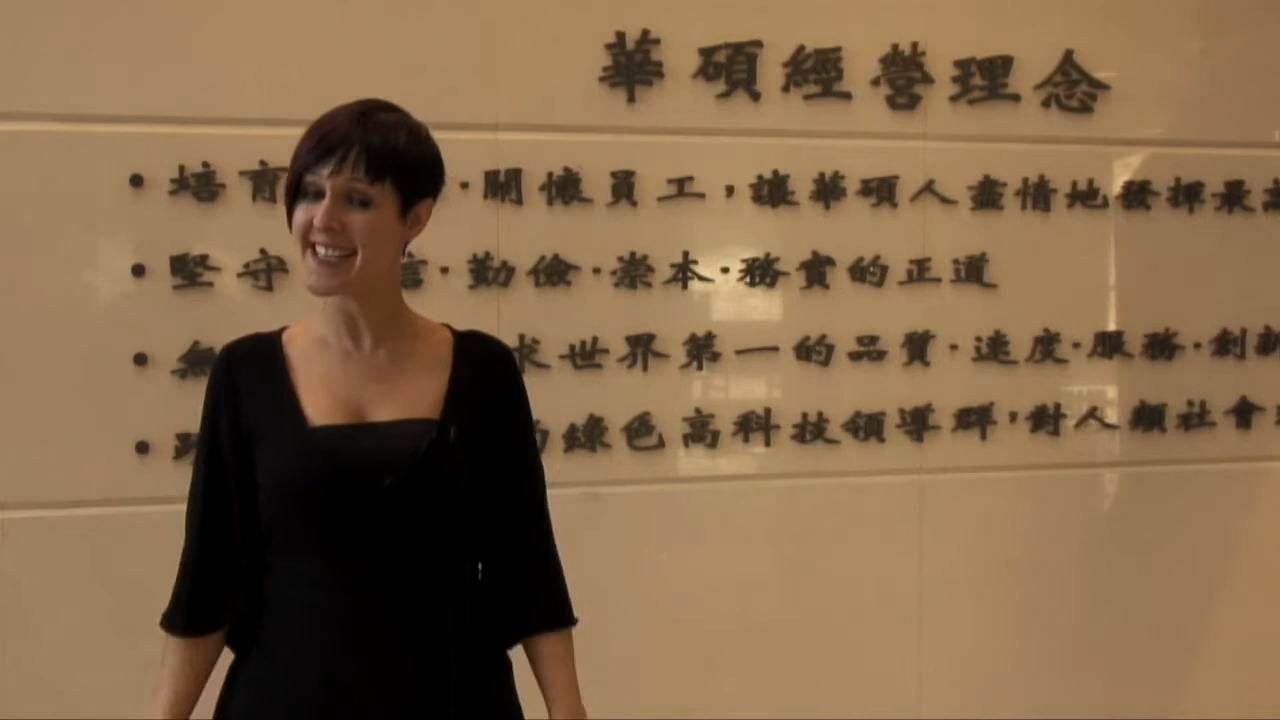 華碩經營理念
• 培育 · 關懷員工，讓華碩人盡情地發揮最
• 堅守 信 · 勤儉 · 崇本 · 務實的正道
• 無 求世界第一的品質 · 速度 · 服務 · 創新
• 綠色高科技領導群，對人類社會